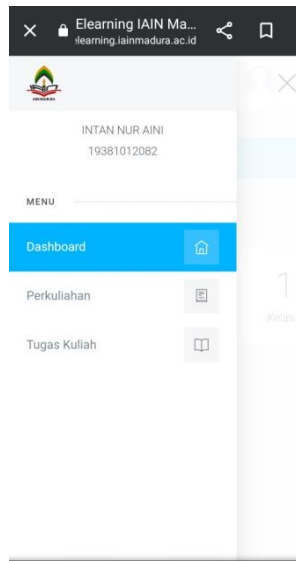 Elearning IAIN Ma...
elearning.iainmadura.ac.id
INTAN NUR AINI
19381012082
MENU
Dashboard
Perkuliahan
1
Kelas
Tugas Kuliah